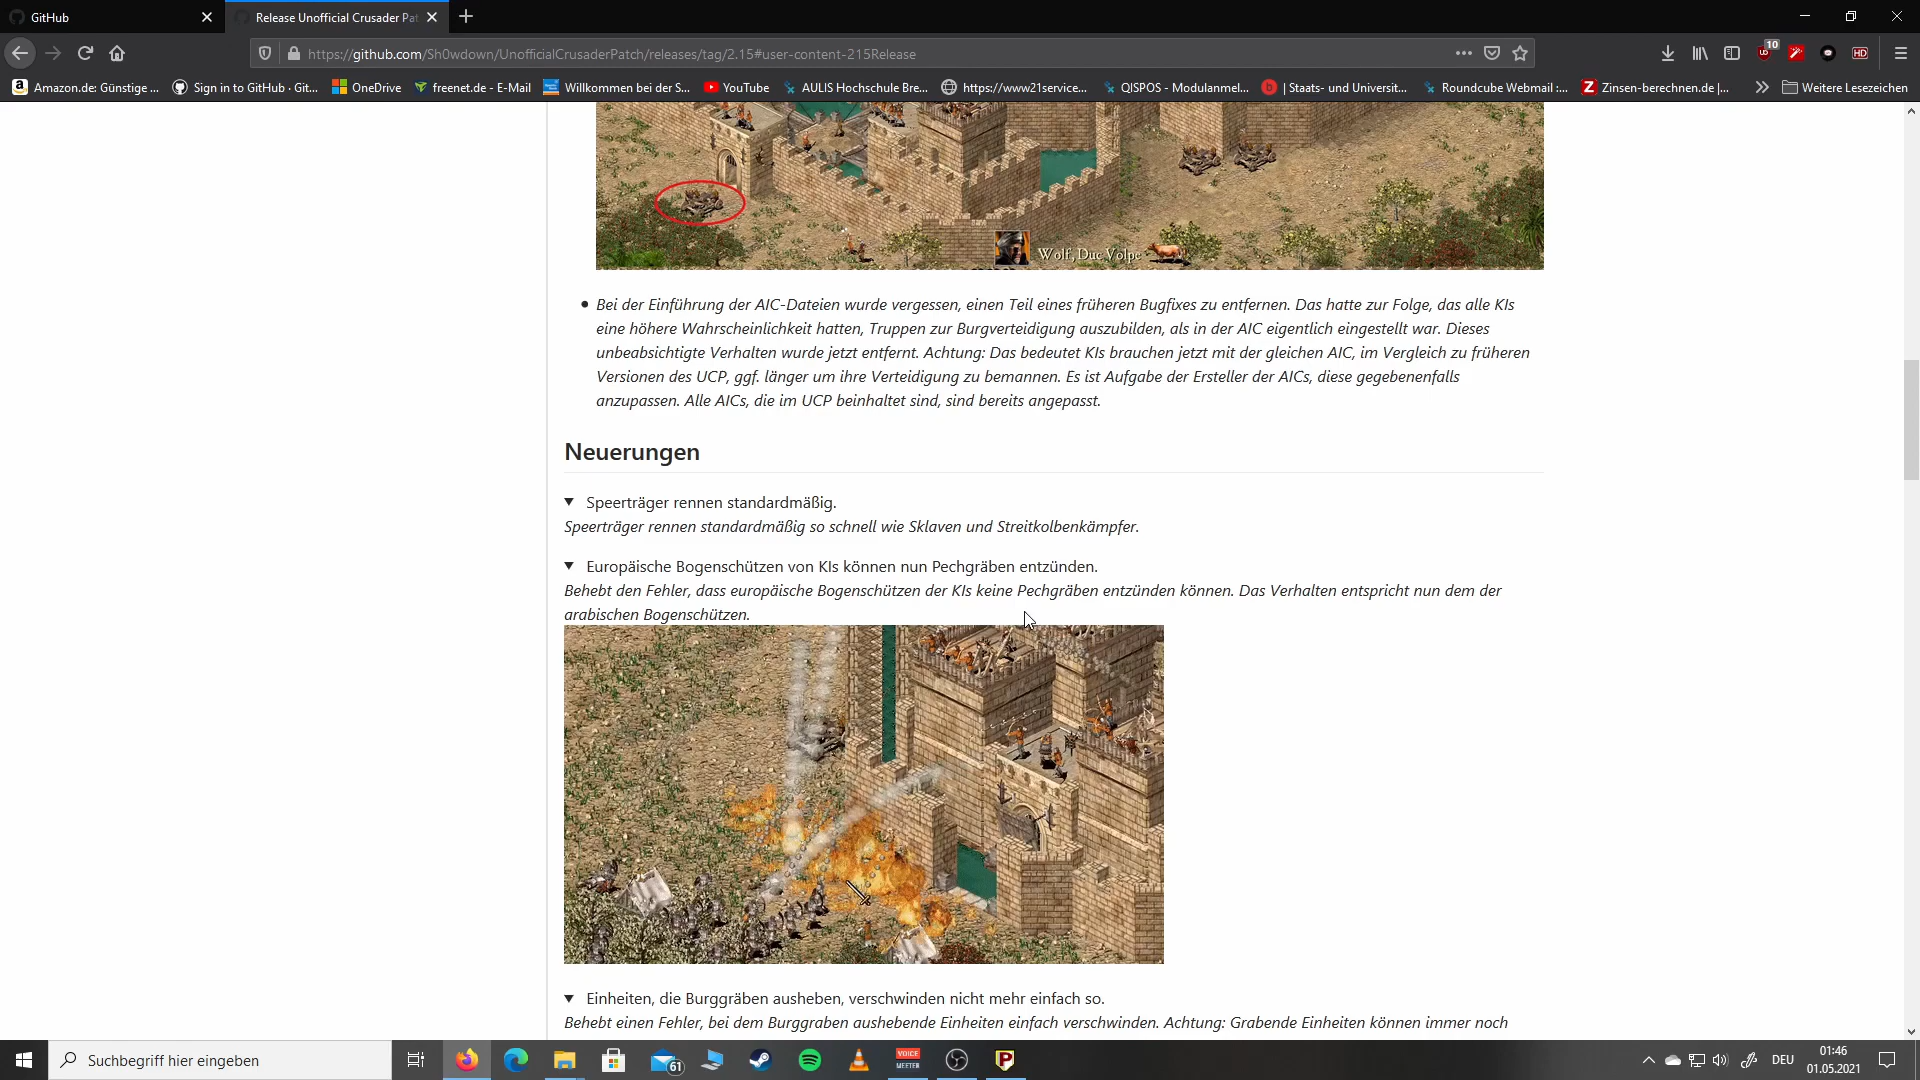 GitHub
Release Unofficial Crusader Pat
https://github.com/Sh0wdown/UnofficialCrusaderPatch/releases/tag/2.15#user-content-215Release
10
HD
Amazon.de: Günstige ...
Sign in to GitHub · Git...
OneDrive
freenet.de - E-Mail
Willkommen bei der S...
YouTube
AULIS Hochschule Bre...
https://www21service...
QISPOS - Modulanmel...
| Staats- und Universit...
Roundcube Webmail :...
Zinsen-berechnen.de |...
Weitere Lesezeichen
Wolf, Duc Volpe
Bei der Einführung der AIC-Dateien wurde vergessen, einen Teil eines früheren Bugfixes zu entfernen. Das hatte zur Folge, das alle KIs
eine höhere Wahrscheinlichkeit hatten, Truppen zur Burgverteidigung auszubilden, als in der AIC eigentlich eingestellt war. Dieses
unbeabsichtigte Verhalten wurde jetzt entfernt. Achtung: Das bedeutet KIs brauchen jetzt mit der gleichen AIC, im Vergleich zu früheren
Versionen des UCP, ggf. länger um ihre Verteidigung zu bemannen. Es ist Aufgabe der Ersteller der AICs, diese gegebenenfalls
anzupassen. Alle AICs, die im UCP beinhaltet sind, sind bereits angepasst.
Neuerungen
Speerträger rennen standardmäßig.
Speerträger rennen standardmäßig so schnell wie Sklaven und Streitkolbenkämpfer.
Europäische Bogenschützen von KIs können nun Pechgräben entzünden.
Behebt den Fehler, dass europäische Bogenschützen der KIs keine Pechgräben entzünden können. Das Verhalten entspricht nun dem der
arabischen Bogenschützen.
Einheiten, die Burggräben ausheben, verschwinden nicht mehr einfach so.
Behebt einen Fehler, bei dem Burggraben aushebende Einheiten einfach verschwinden. Achtung: Grabende Einheiten können immer noch
Suchbegriff hier eingeben
61
VOICE
MEETER
DEU
01:46
01.05.2021